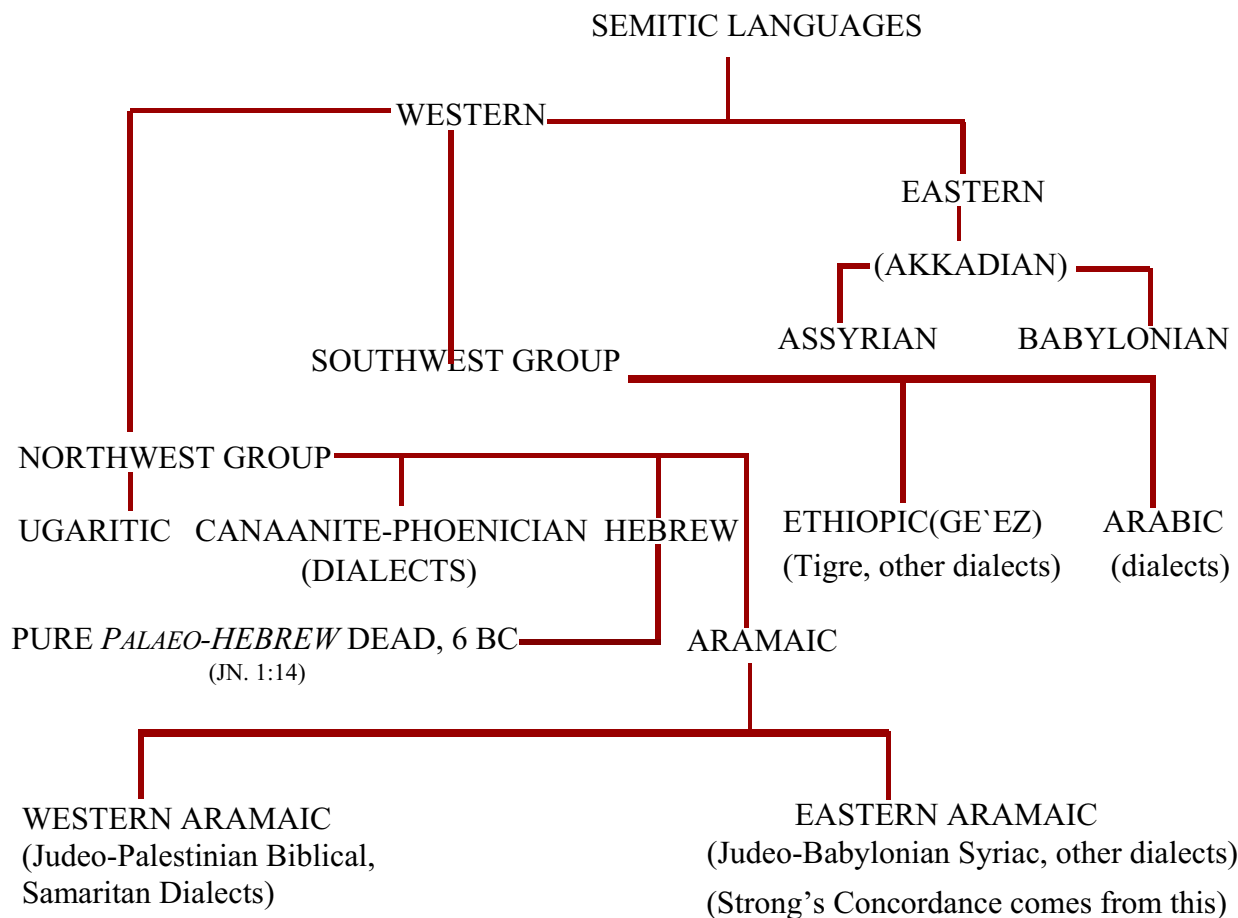 SEMITIC LANGUAGES
WESTERN
EASTERN
(AKKADIAN)
ASSYRIAN
BABYLONIAN
SOUTHWEST GROUP
NORTHWEST GROUP
UGARITIC
CANAANITE-PHOENICIAN
(DIALECTS)
HEBREW
ETHIOPIC(GE`EZ)
(Tigre, other dialects)
ARABIC
(dialects)
PURE PALAEO-HEBREW DEAD, 6 BC
(JN. 1:14)
ARAMAIC
WESTERN ARAMAIC
(Judeo-Palestinian Biblical,
Samaritan Dialects)
EASTERN ARAMAIC
(Judeo-Babylonian Syriac, other dialects)
(Strong’s Concordance comes from this)